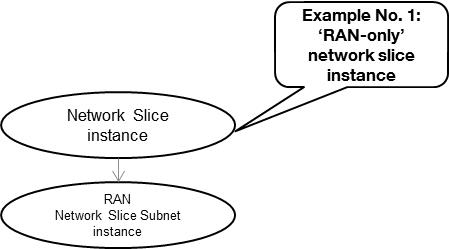 Example No. 1:
‘RAN-only’
network slice
instance
Network Slice
instance
RAN
Network Slice Subnet
instance